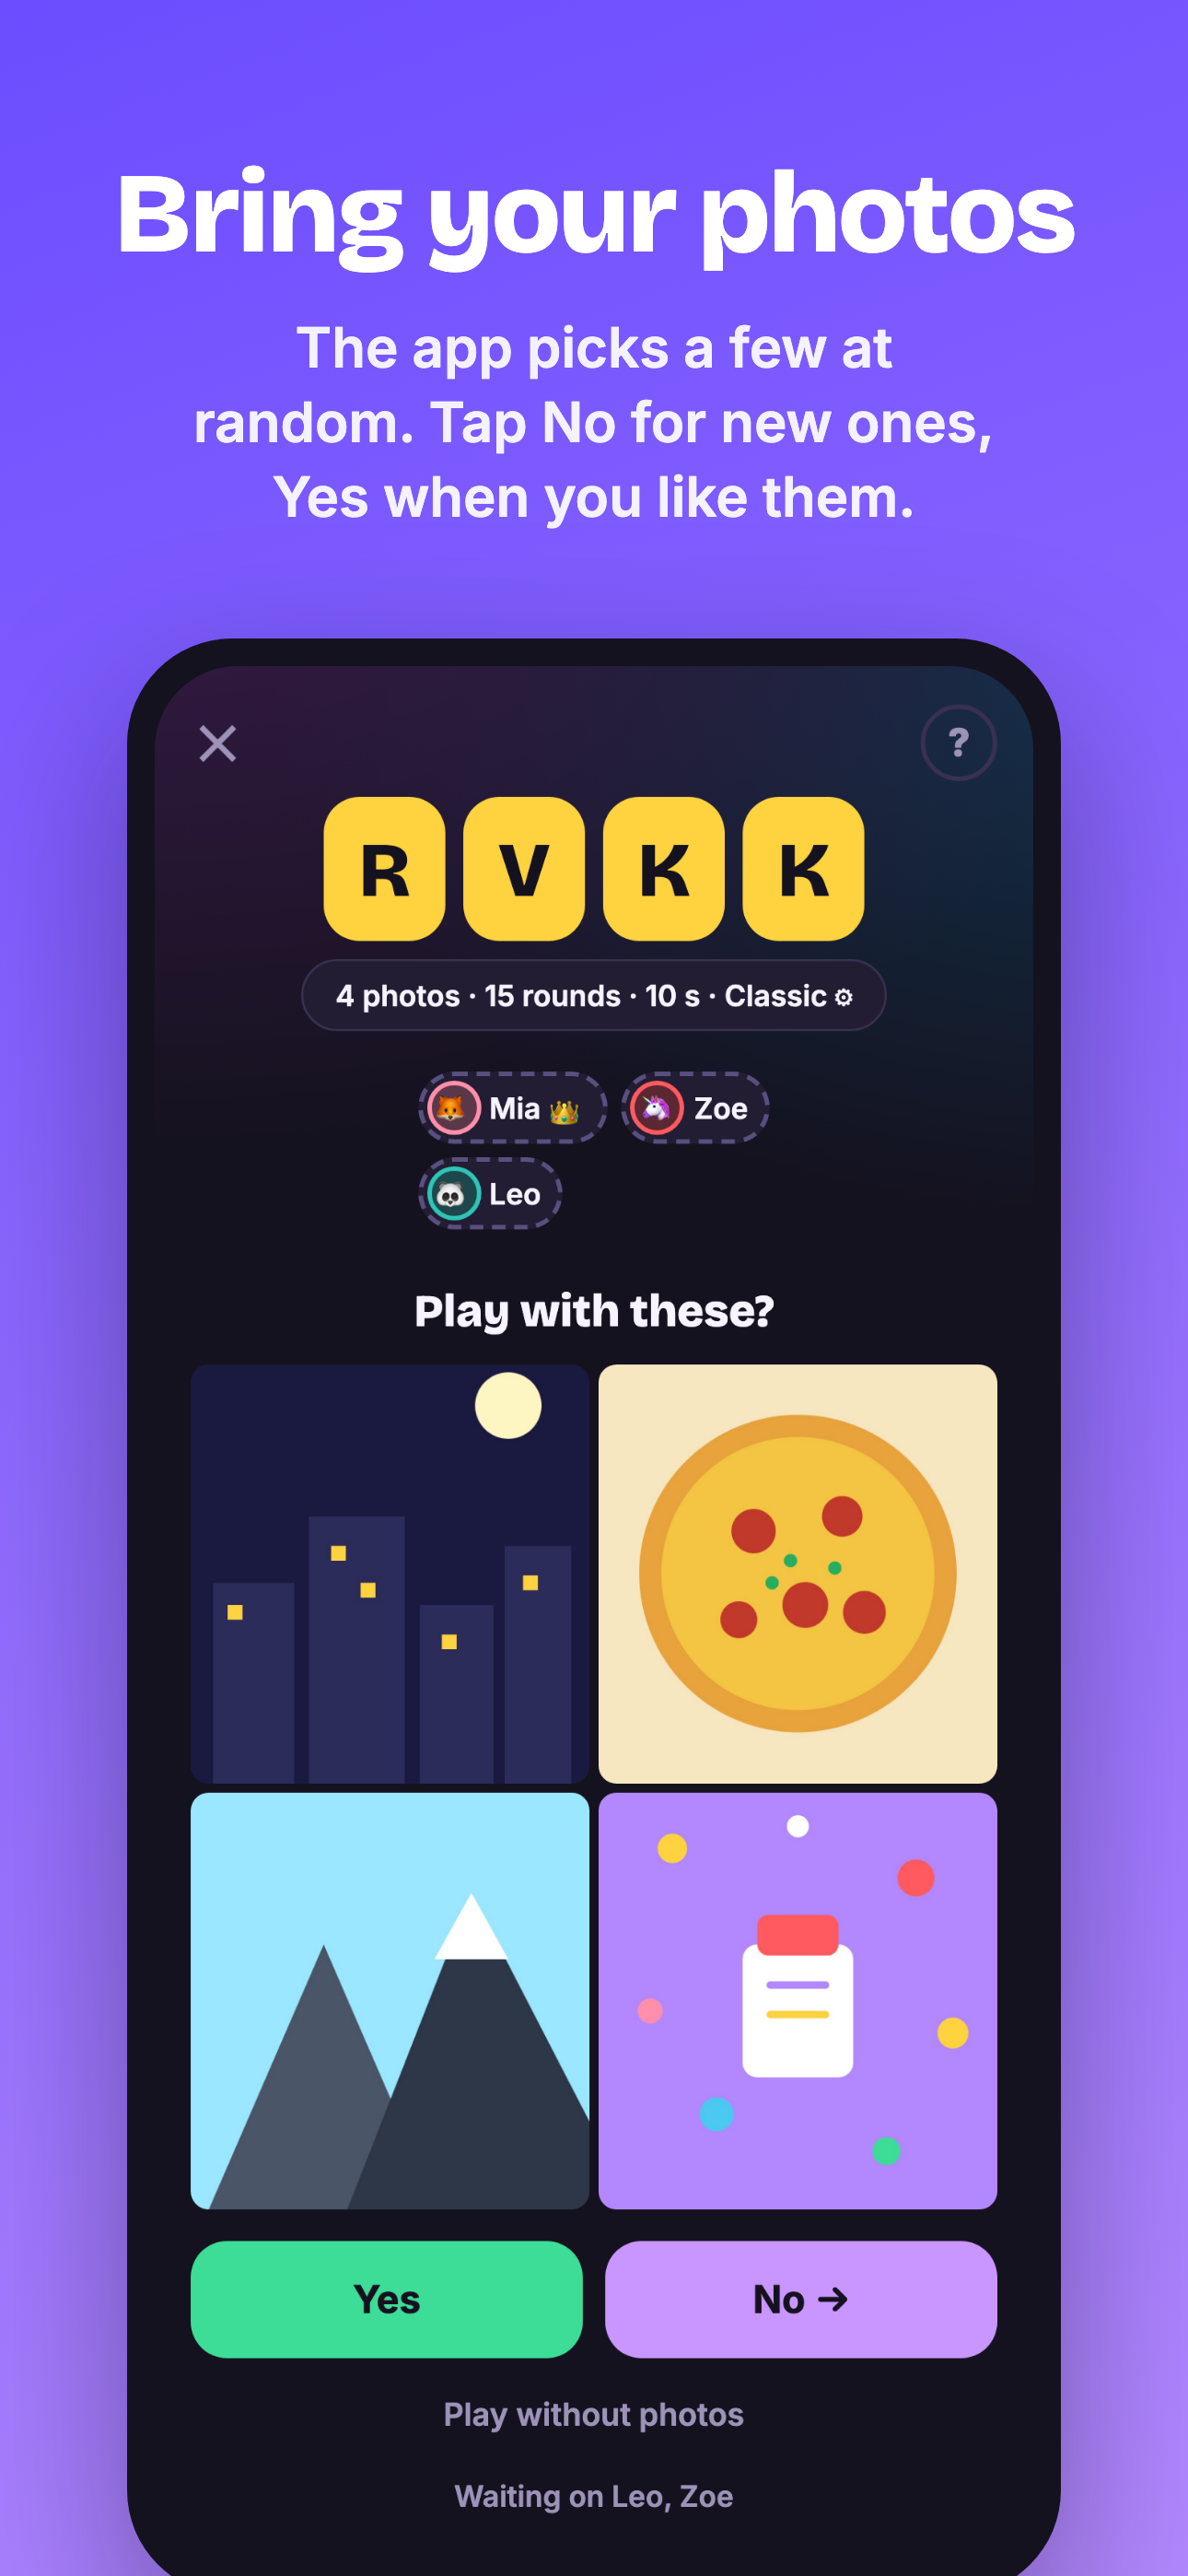 Bring your photos
The app picks a few at
random. Tap No for new ones,
Yes when you like them.
?
R V K K
4 photos · 15 rounds · 10 s · Classic ⚙
Mia 👑 Zoe
Leo
Play with these?
Yes No →
Play without photos
Waiting on Leo, Zoe